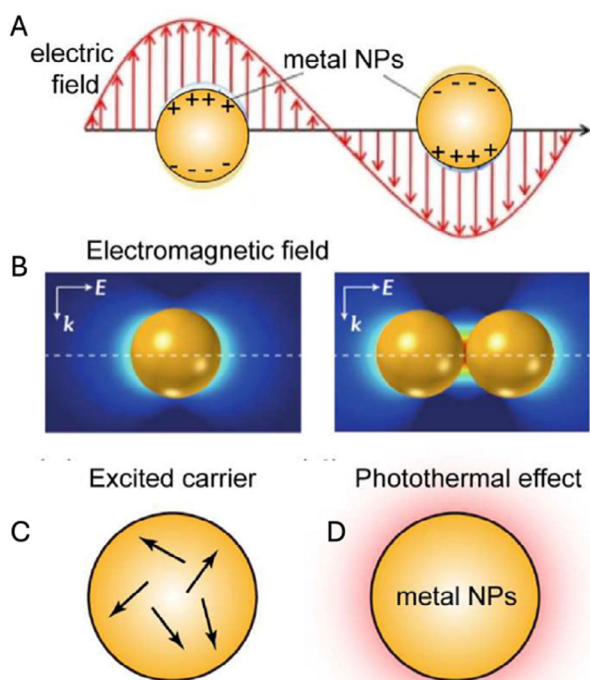 A
electric
field
metal NPs
+ + + +
- - - -
- - - -
+ + + +
Electromagnetic field
B
E
k
E
k
Excited carrier
Photothermal effect
C
D
metal NPs